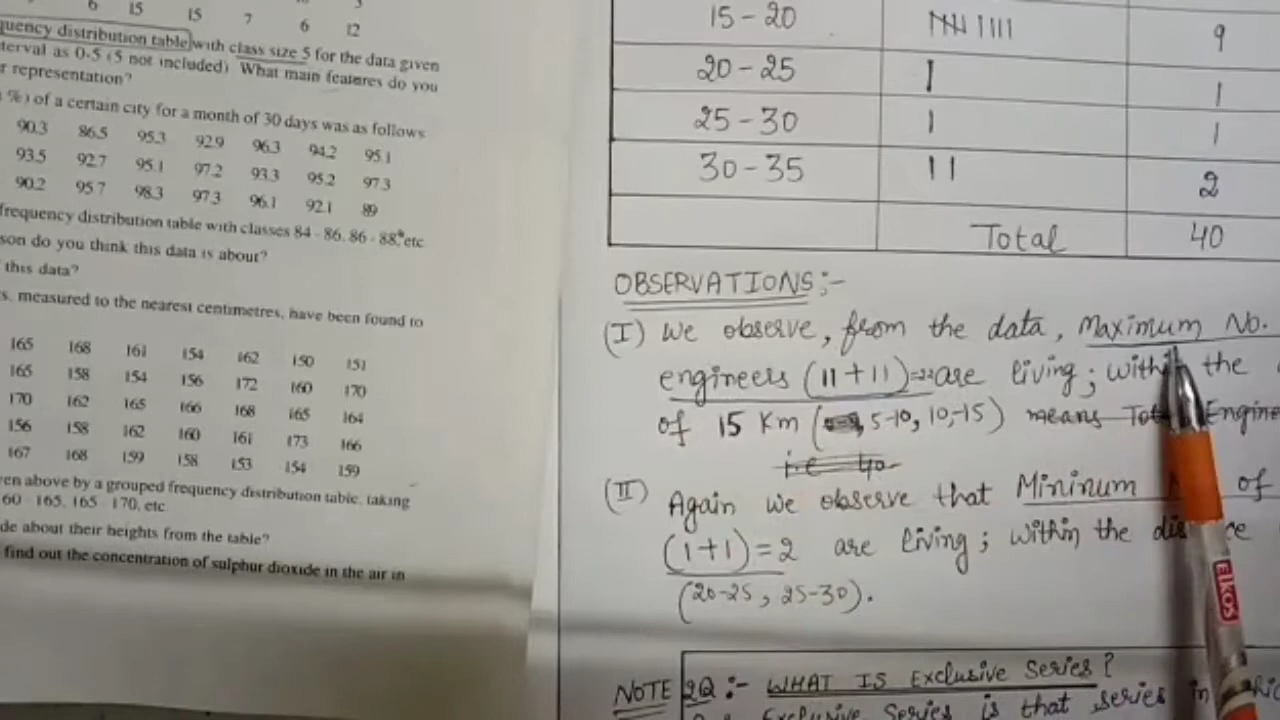 6 15 15 7 6 12
quency distribution table with class size 5 for the data given
terval as 0-5 (5 not included) What main features do you
r representation?
%) of a certain city for a month of 30 days was as follows
90.3 86.5 95.3 92.9 96.3 94.2 95.1
93.5 92.7 95.1 97.2 93.3 95.2 97.3
90.2 95.7 98.3 97.3 96.1 92.1 89
frequency distribution table with classes 84 - 86, 86 - 88, etc
son do you think this data is about?
this data?
s, measured to the nearest centimetres, have been found to
165 168 161 154 162 150 151
165 158 154 156 172 160 170
170 162 165 166 168 165 164
156 158 162 160 161 173 166
167 168 159 158 153 154 159
ven above by a grouped frequency distribution table, taking
60 - 165, 165 - 170, etc
de about their heights from the table?
find out the concentration of sulphur dioxide in the air in
15-20 9
20-25 1
25-30 1
30-35 2
Total 40
OBSERVATIONS:-
(I) We observe, from the data, Maximum No.
engineers (11+11)=22 are living; within the
of 15 Km (5-10, 10-15) means Engine
(II) Again we observe that Mininum of
(1+1)=2 are living; within the
(20-25, 25-30).
NOTE 2Q:- WHAT IS Exclusive Series?
Exclusive Series is that series in
elkos